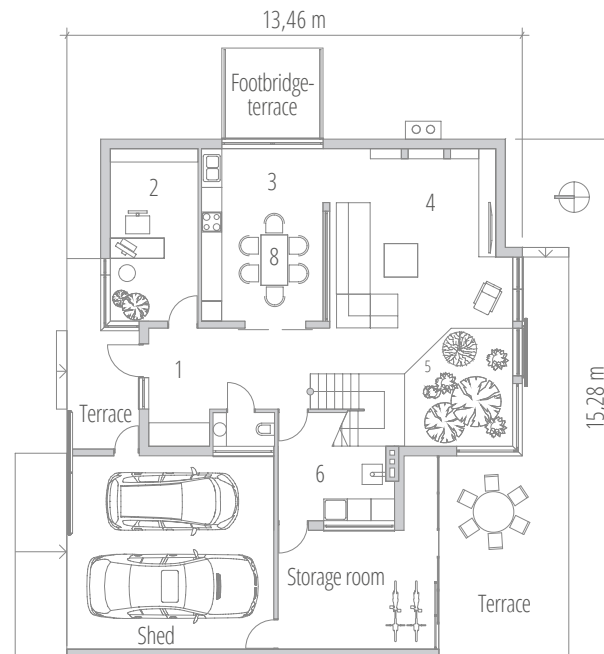 13,46 m
Footbridge-
terrace
2
3
4
8
1
5
15,28 m
Terrace
6
Storage room
Terrace
Shed